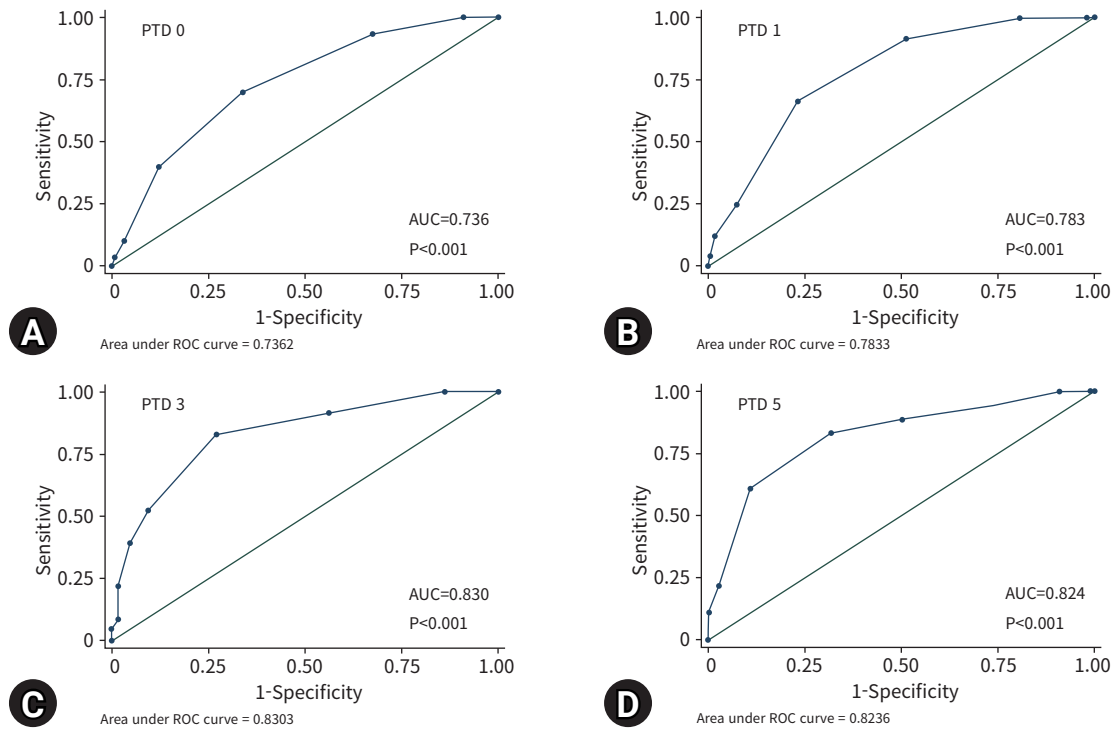 1.00
PTD 0
0.75
0.50
0.25
0
Sensitivity
AUC=0.736
P<0.001
0 0.25 0.50 0.75 1.00
1-Specificity
A
Area under ROC curve = 0.7362
1.00
PTD 1
0.75
0.50
0.25
0
Sensitivity
AUC=0.783
P<0.001
0 0.25 0.50 0.75 1.00
1-Specificity
B
Area under ROC curve = 0.7833
1.00
PTD 3
0.75
0.50
0.25
0
Sensitivity
AUC=0.830
P<0.001
0 0.25 0.50 0.75 1.00
1-Specificity
C
Area under ROC curve = 0.8303
1.00
PTD 5
0.75
0.50
0.25
0
Sensitivity
AUC=0.824
P<0.001
0 0.25 0.50 0.75 1.00
1-Specificity
D
Area under ROC curve = 0.8236